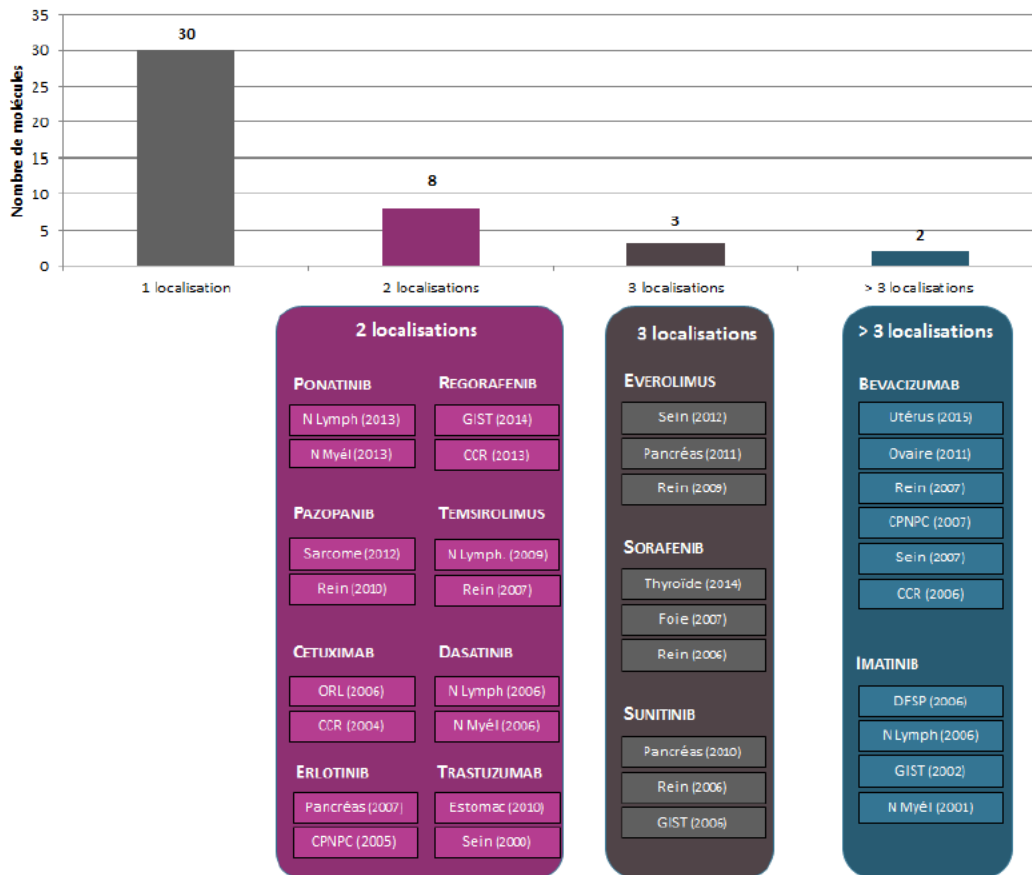 35
30
25
20
15
10
5
0
Nombre de molécules
30
8
3
2
1 localisation
2 localisations
3 localisations
> 3 localisations
2 localisations
PONATINIB
N Lymph (2013)
N Myél (2013)
REGORAFENIB
GIST (2014)
CCR (2013)
PAZOPANIB
Sarcome (2012)
Rein (2010)
TEMSIROLIMUS
N Lymph. (2009)
Rein (2007)
CETUXIMAB
ORL (2006)
CCR (2004)
DASATINIB
N Lymph (2006)
N Myél (2006)
ERLOTINIB
Pancréas (2007)
CPNPC (2005)
TRASTUZUMAB
Estomac (2010)
Sein (2000)
3 localisations
EVEROLIMUS
Sein (2012)
Pancréas (2011)
Rein (2009)
SORAFENIB
Thyroïde (2014)
Foie (2007)
Rein (2006)
SUNITINIB
Pancréas (2010)
Rein (2006)
GIST (2006)
> 3 localisations
BEVACIZUMAB
Utérus (2015)
Ovaire (2011)
Rein (2007)
CPNPC (2007)
Sein (2007)
CCR (2006)
IMATINIB
DFSP (2006)
N Lymph (2006)
GIST (2002)
N Myél (2001)